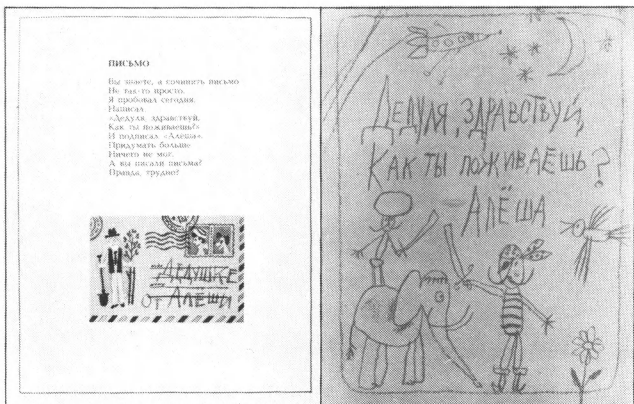 ПИСЬМО
Вы знаете, а сочинить письмо
Не так-то просто.
Я пробовал сегодня.
Написал:
«Дедуля, здравствуй,
Как ты поживаешь?»
И подписал: «Алеша».
Придумать больше
Ничего не мог.
А вы писали письма?
Правда, трудно?
ДЕДУШКЕ
ОТ АЛЕШИ
ДЕДУЛЯ, ЗДРАВСТВУЙ,
КАК ТЫ ПОЖИВАЕШЬ?
АЛЁША